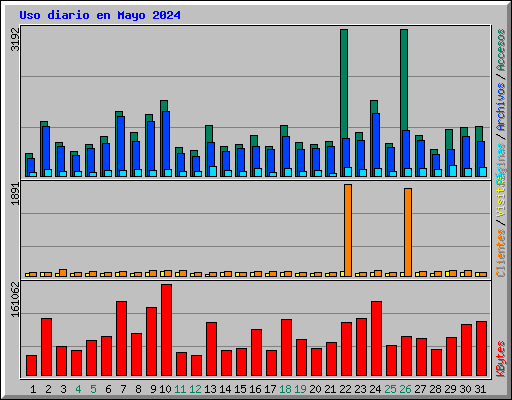 Uso diario en Mayo 2024
3192
1891
161062
Accesos
/ Archivos /
Páginas
Clientes / Visitas
KBytes
1 2 3 4 5 6 7 8 9 10 11 12 13 14 15 16 17 18 19 20 21 22 23 24 25 26 27 28 29 30 31